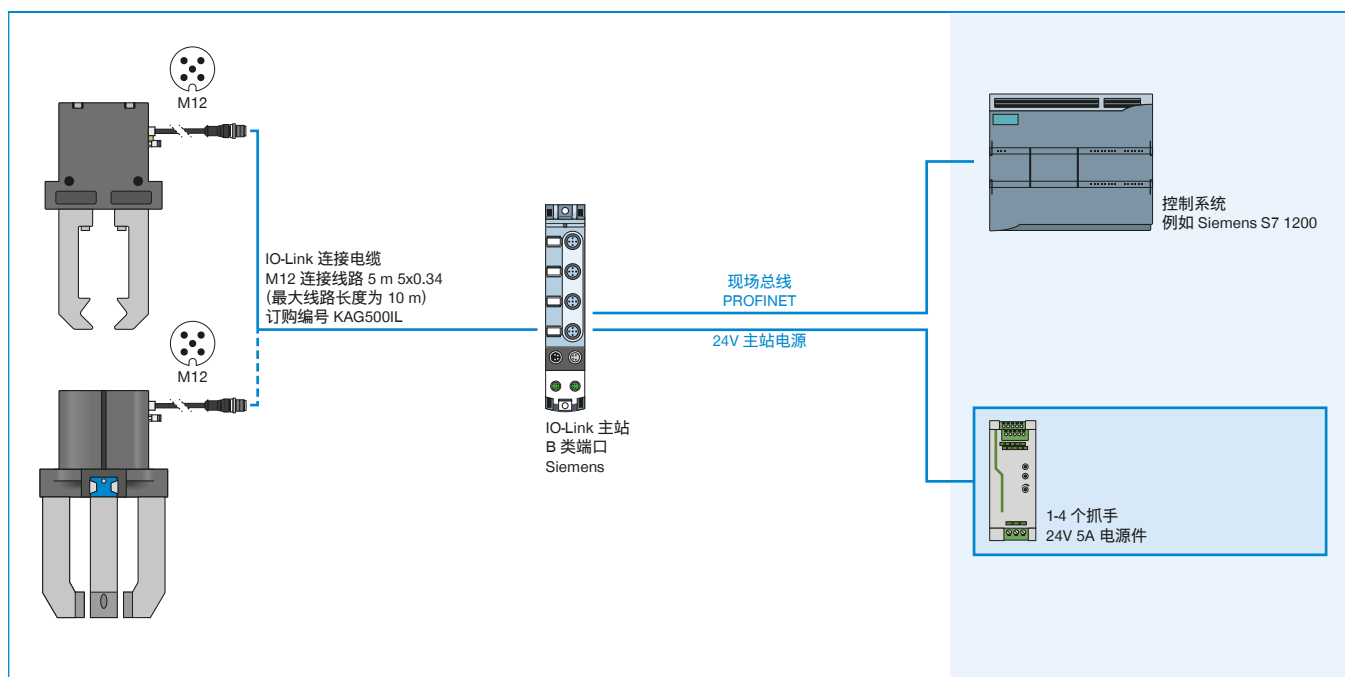 M12
IO-Link 连接电缆
M12 连接线路 5 m 5x0.34
(最大线路长度为 10 m)
订购编号 KAG500IL
M12
IO-Link 主站
B 类端口
Siemens
现场总线
PROFINET
24V 主站电源
控制系统
例如 Siemens S7 1200
1-4 个抓手
24V 5A 电源件